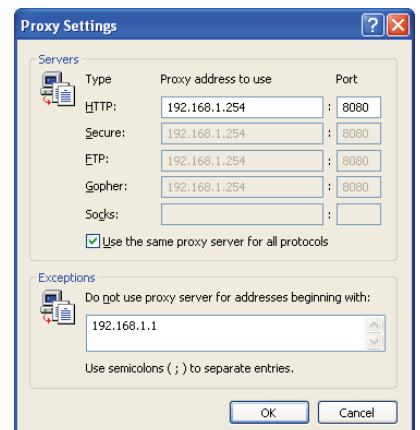 Proxy Settings
Servers
Type Proxy address to use Port
HTTP: 192.168.1.254 : 8080
Secure: 192.168.1.254 : 8080
FTP: 192.168.1.254 : 8080
Gopher: 192.168.1.254 : 8080
Socks: :
Use the same proxy server for all protocols
Exceptions
Do not use proxy server for addresses beginning with:
192.168.1.1
Use semicolons ( ; ) to separate entries.
OK Cancel